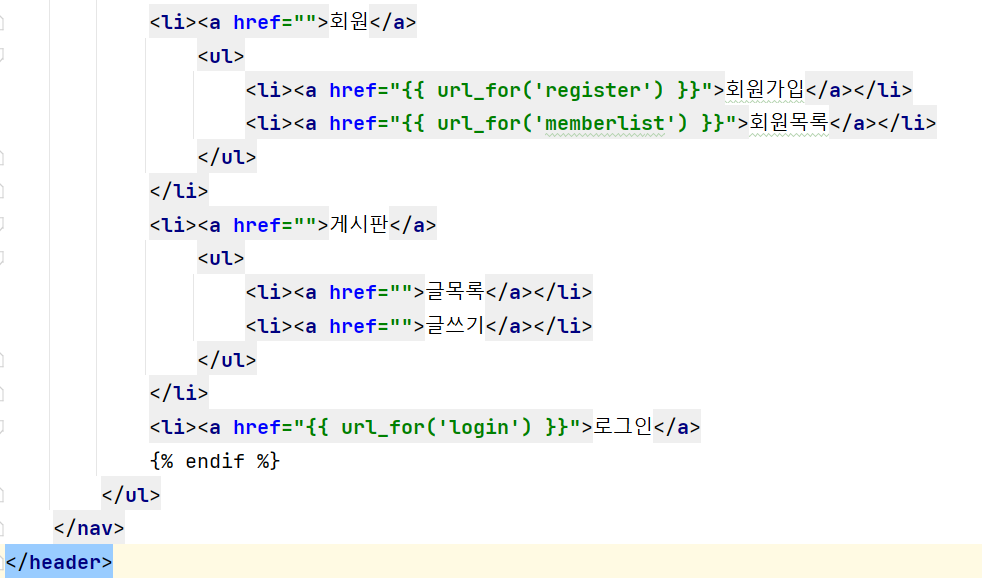 <li><a href="">회원</a>
<ul>
<li><a href="{{ url_for('register') }}">회원가입</a></li>
<li><a href="{{ url_for('memberlist') }}">회원목록</a></li>
</ul>
</li>
<li><a href="">게시판</a>
<ul>
<li><a href="">글목록</a></li>
<li><a href="">글쓰기</a></li>
</ul>
</li>
<li><a href="{{ url_for('login') }}">로그인</a>
{% endif %}
</ul>
</nav>
</header>